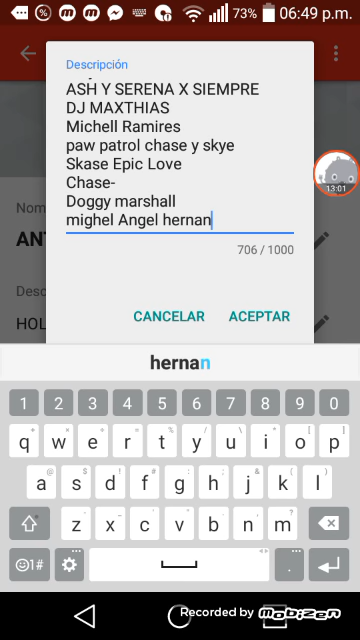 73% 06:49 p.m.
Descripción
ASH Y SERENA X SIEMPRE
DJ MAXTHIAS
Michell Ramires
paw patrol chase y skye
Skase Epic Love
Chase-
Doggy marshall
mighel Angel hernan
706 / 1000
CANCELAR ACEPTAR
13:01
Nom
ANT
Desc
HOL
hernan
1 2 3 4 5 6 7 8 9 0
q w e r t y u i o p
a s d f g h j k l
z x c v b n m
☺1# .
Recorded by mobizen